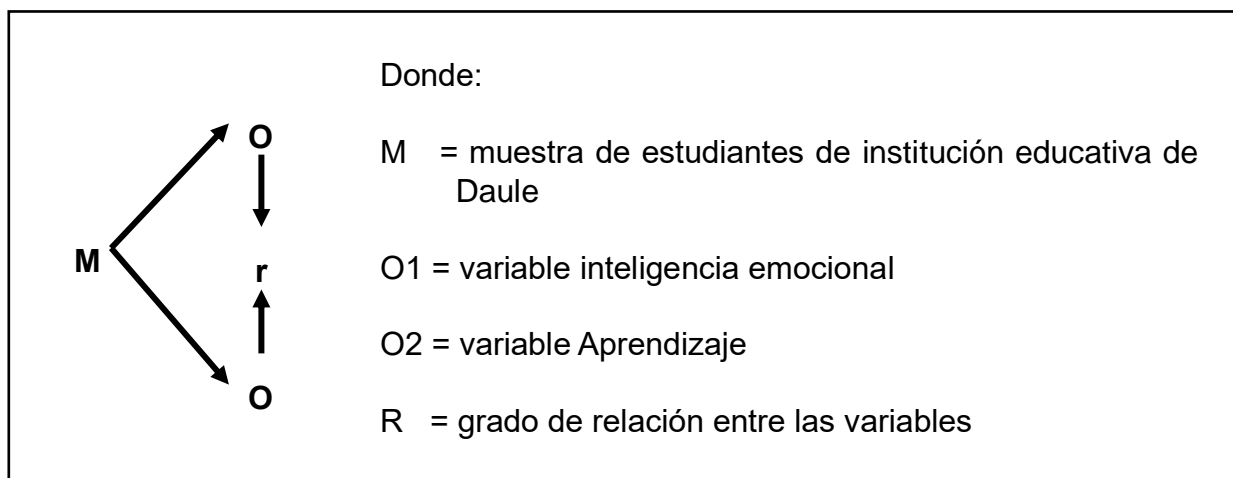 Donde:
O
M = muestra de estudiantes de institución educativa de
Daule
M
r
O1 = variable inteligencia emocional
O2 = variable Aprendizaje
O
R = grado de relación entre las variables